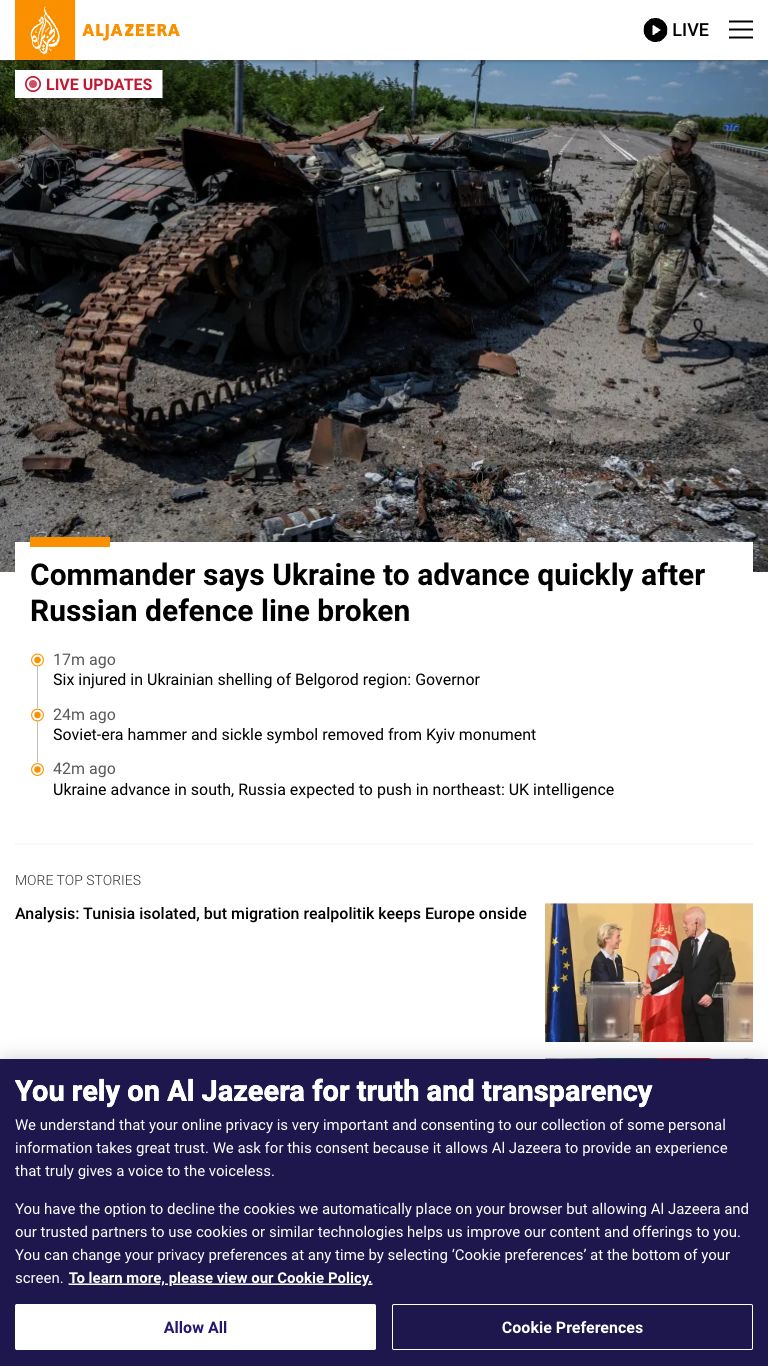 ALJAZEERA
LIVE
LIVE UPDATES
Commander says Ukraine to advance quickly after
Russian defence line broken
17m ago
Six injured in Ukrainian shelling of Belgorod region: Governor
24m ago
Soviet-era hammer and sickle symbol removed from Kyiv monument
42m ago
Ukraine advance in south, Russia expected to push in northeast: UK intelligence
MORE TOP STORIES
Analysis: Tunisia isolated, but migration realpolitik keeps Europe onside
You rely on Al Jazeera for truth and transparency
We understand that your online privacy is very important and consenting to our collection of some personal
information takes great trust. We ask for this consent because it allows Al Jazeera to provide an experience
that truly gives a voice to the voiceless.
You have the option to decline the cookies we automatically place on your browser but allowing Al Jazeera and
our trusted partners to use cookies or similar technologies helps us improve our content and offerings to you.
You can change your privacy preferences at any time by selecting ‘Cookie preferences’ at the bottom of your
screen. To learn more, please view our Cookie Policy.
Allow All
Cookie Preferences